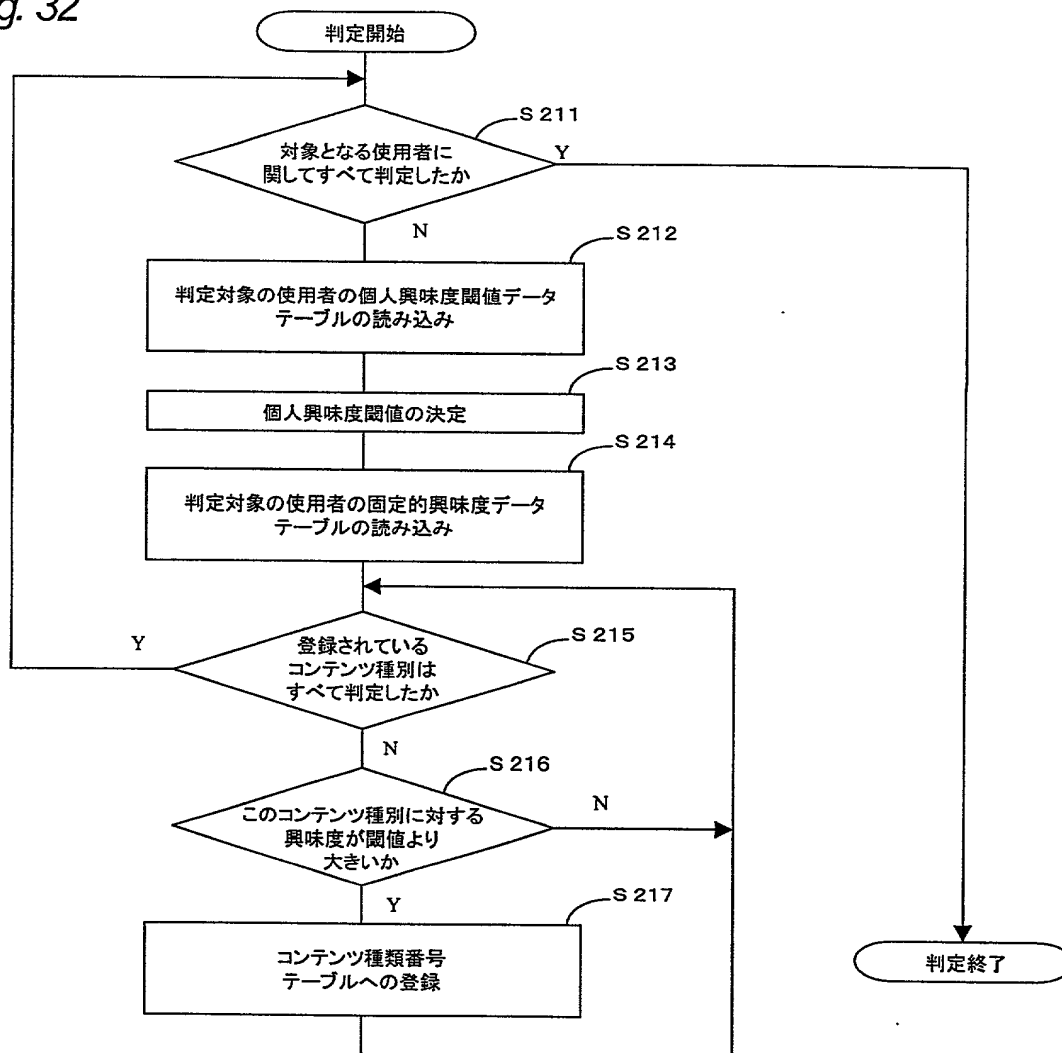 g. 32
判定開始
S 211
対象となる使用者に
関してすべて判定したか
Y
N
S 212
判定対象の使用者の個人興味度閾値データ
テーブルの読み込み
S 213
個人興味度閾値の決定
S 214
判定対象の使用者の固定的興味度データ
テーブルの読み込み
Y
S 215
登録されている
コンテンツ種別は
すべて判定したか
N
S 216
このコンテンツ種別に対する
興味度が閾値より
大きいか
N
Y
S 217
コンテンツ種類番号
テーブルへの登録
判定終了